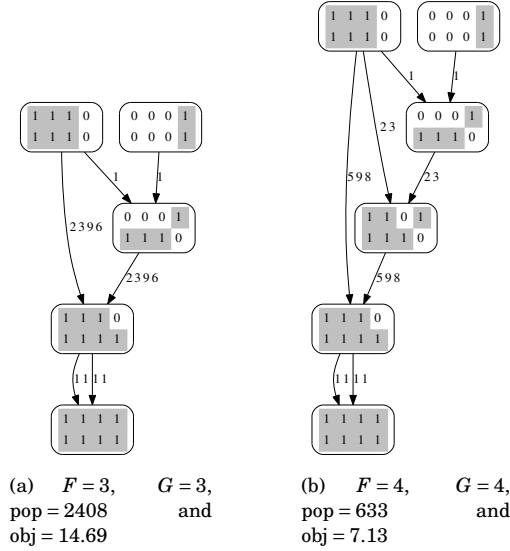 1 1 1 0
1 1 1 0
0 0 0 1
0 0 0 1
1
1
0 0 0 1
1 1 1 0
2396
2396
1 1 1 0
1 1 1 1
11
11
1 1 1 1
1 1 1 1
(a) F = 3, G = 3,
pop = 2408 and
obj = 14.69
1 1 1 0
1 1 1 0
0 0 0 1
0 0 0 1
1
1
0 0 0 1
1 1 1 0
23
23
1 1 0 1
1 1 1 0
598
598
1 1 1 0
1 1 1 1
11
11
1 1 1 1
1 1 1 1
(b) F = 4, G = 4,
pop = 633 and
obj = 7.13